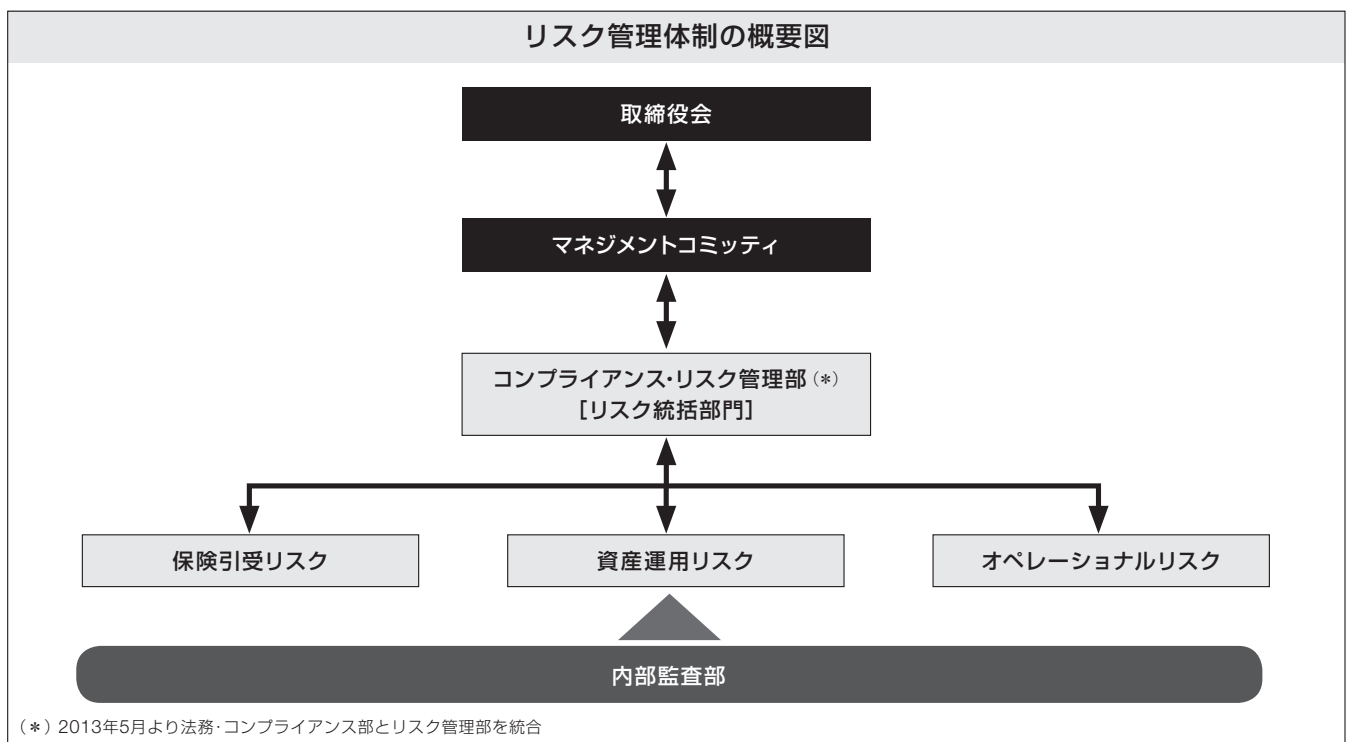 リスク管理体制の概要図
取締役会
マネジメントコミッティ
コンプライアンス・リスク管理部(*)
[リスク統括部門]
保険引受リスク
資産運用リスク
オペレーショナルリスク
内部監査部
(*)2013年5月より法務・コンプライアンス部とリスク管理部を統合